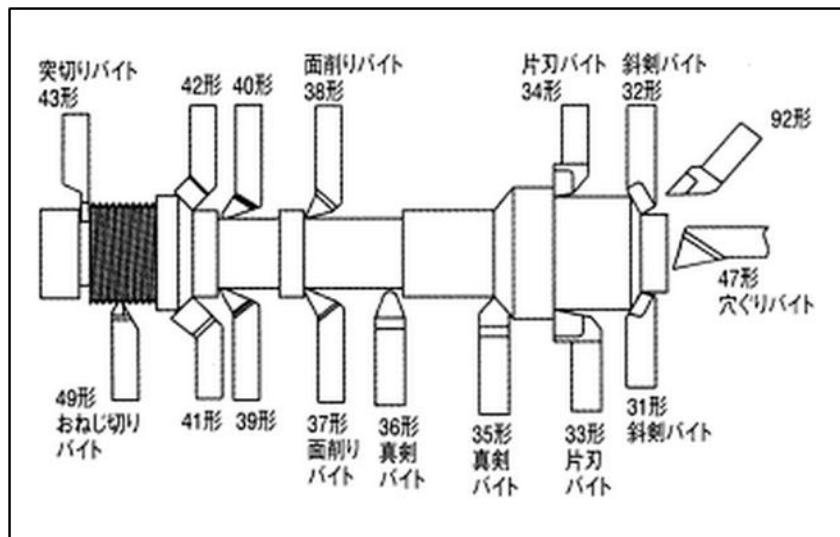 突切りバイト
43形
42形
40形
面削りバイト
38形
片刃バイト
34形
斜剣バイト
32形
92形
47形
穴ぐりバイト
49形
おねじ切り
バイト
41形
39形
37形
面削り
バイト
36形
真剣
バイト
35形
真剣
バイト
33形
片刃
バイト
31形
斜剣バイト